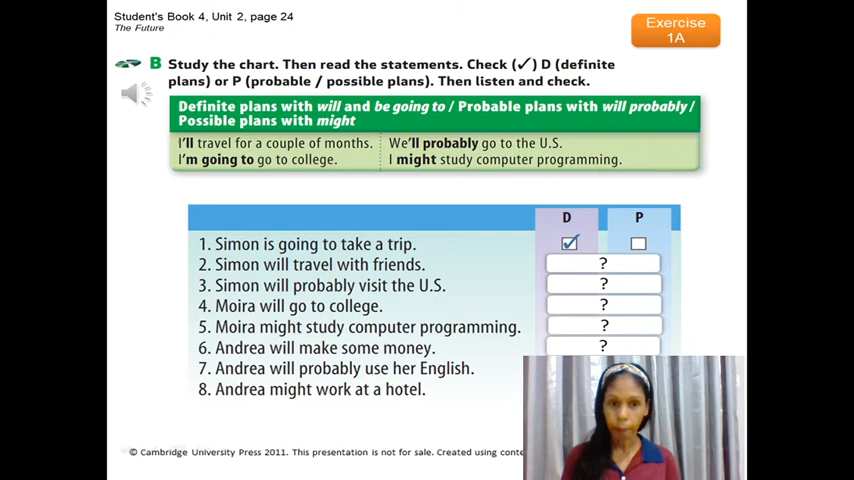 Student's Book 4, Unit 2, page 24
The Future
Exercise
1A
B Study the chart. Then read the statements. Check (✓) D (definite
plans) or P (probable / possible plans). Then listen and check.
Definite plans with will and be going to / Probable plans with will probably /
Possible plans with might
I'll travel for a couple of months. We'll probably go to the U.S.
I'm going to go to college. I might study computer programming.
D P
1. Simon is going to take a trip. ✓
2. Simon will travel with friends. ?
3. Simon will probably visit the U.S. ?
4. Moira will go to college. ?
5. Moira might study computer programming. ?
6. Andrea will make some money. ?
7. Andrea will probably use her English.
8. Andrea might work at a hotel.
© Cambridge University Press 2011. This presentation is not for sale. Created using conte